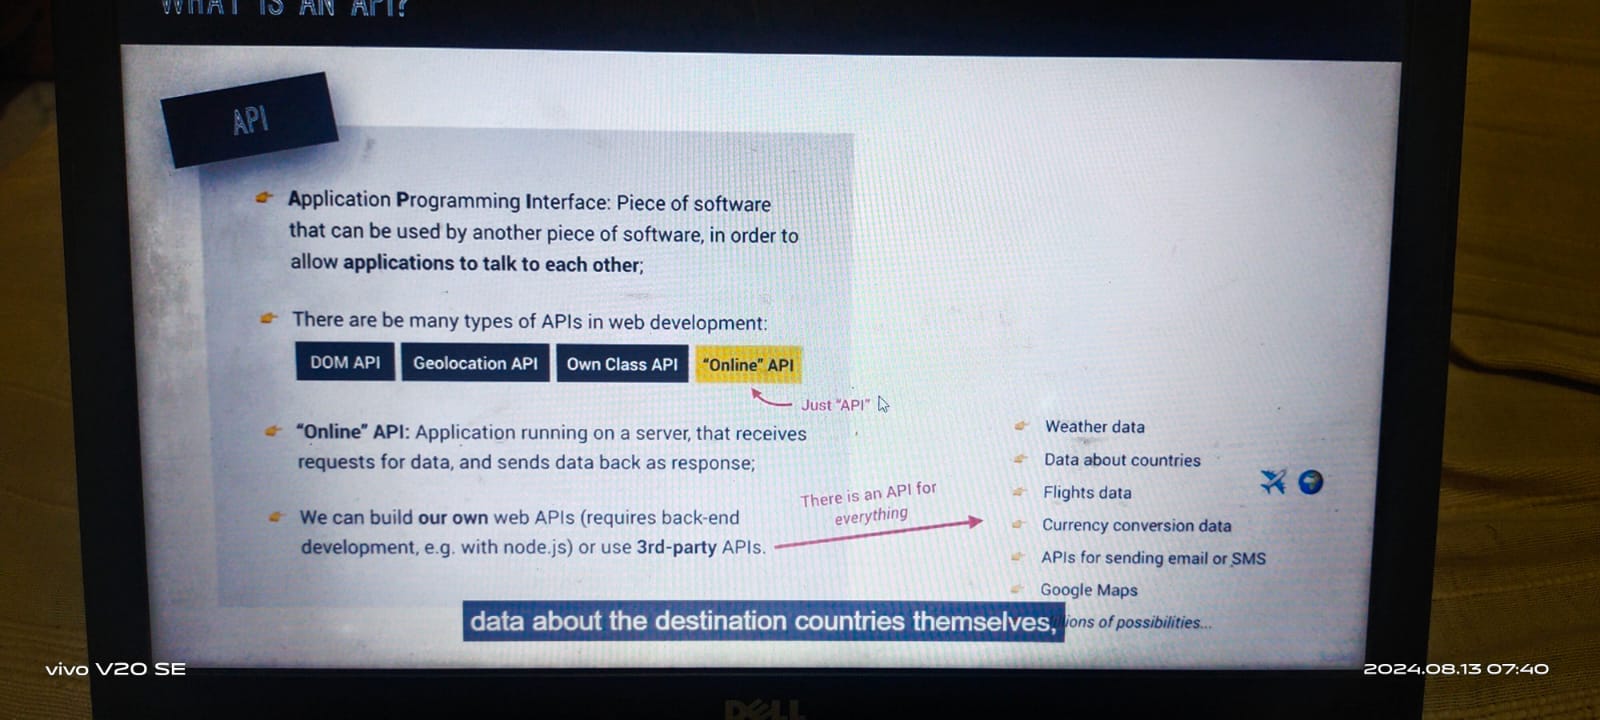 WHAT IS AN API?
API
Application Programming Interface: Piece of software
that can be used by another piece of software, in order to
allow applications to talk to each other;
There are be many types of APIs in web development:
DOM API
Geolocation API
Own Class API
“Online” API
Just “API”
“Online” API: Application running on a server, that receives
requests for data, and sends data back as response;
We can build our own web APIs (requires back-end
development, e.g. with node.js) or use 3rd-party APIs.
There is an API for
everything
Weather data
Data about countries
Flights data
Currency conversion data
APIs for sending email or SMS
Google Maps
of possibilities...
data about the destination countries themselves,
DELL
vivo V20 SE
2024.08.13 07:40